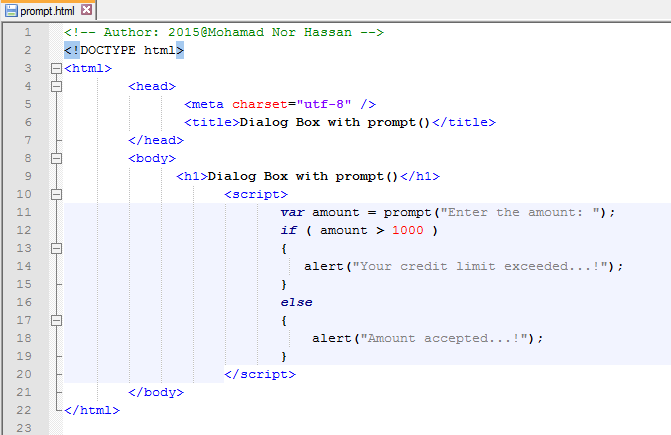 prompt.html
1 <!-- Author: 2015@Mohamad Nor Hassan -->
2 <!DOCTYPE html>
3 <html>
4 <head>
5 <meta charset="utf-8" />
6 <title>Dialog Box with prompt()</title>
7 </head>
8 <body>
9 <h1>Dialog Box with prompt()</h1>
10 <script>
11 var amount = prompt("Enter the amount: ");
12 if ( amount > 1000 )
13 {
14 alert("Your credit limit exceeded...!");
15 }
16 else
17 {
18 alert("Amount accepted...!");
19 }
20 </script>
21 </body>
22 </html>
23